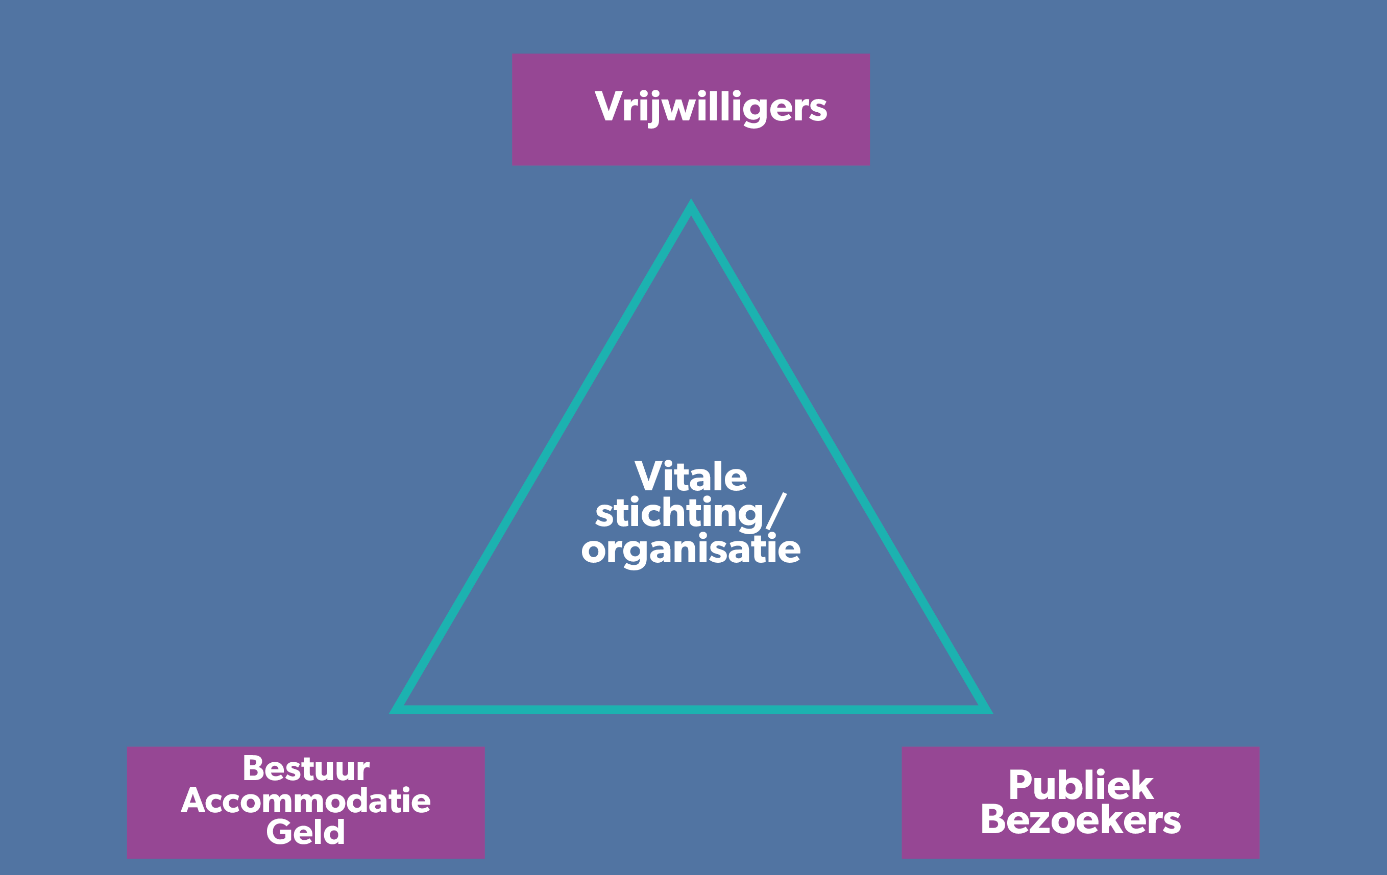 Vrijwilligers
Vitale
stichting/
organisatie
Bestuur
Accommodatie
Geld
Publiek
Bezoekers